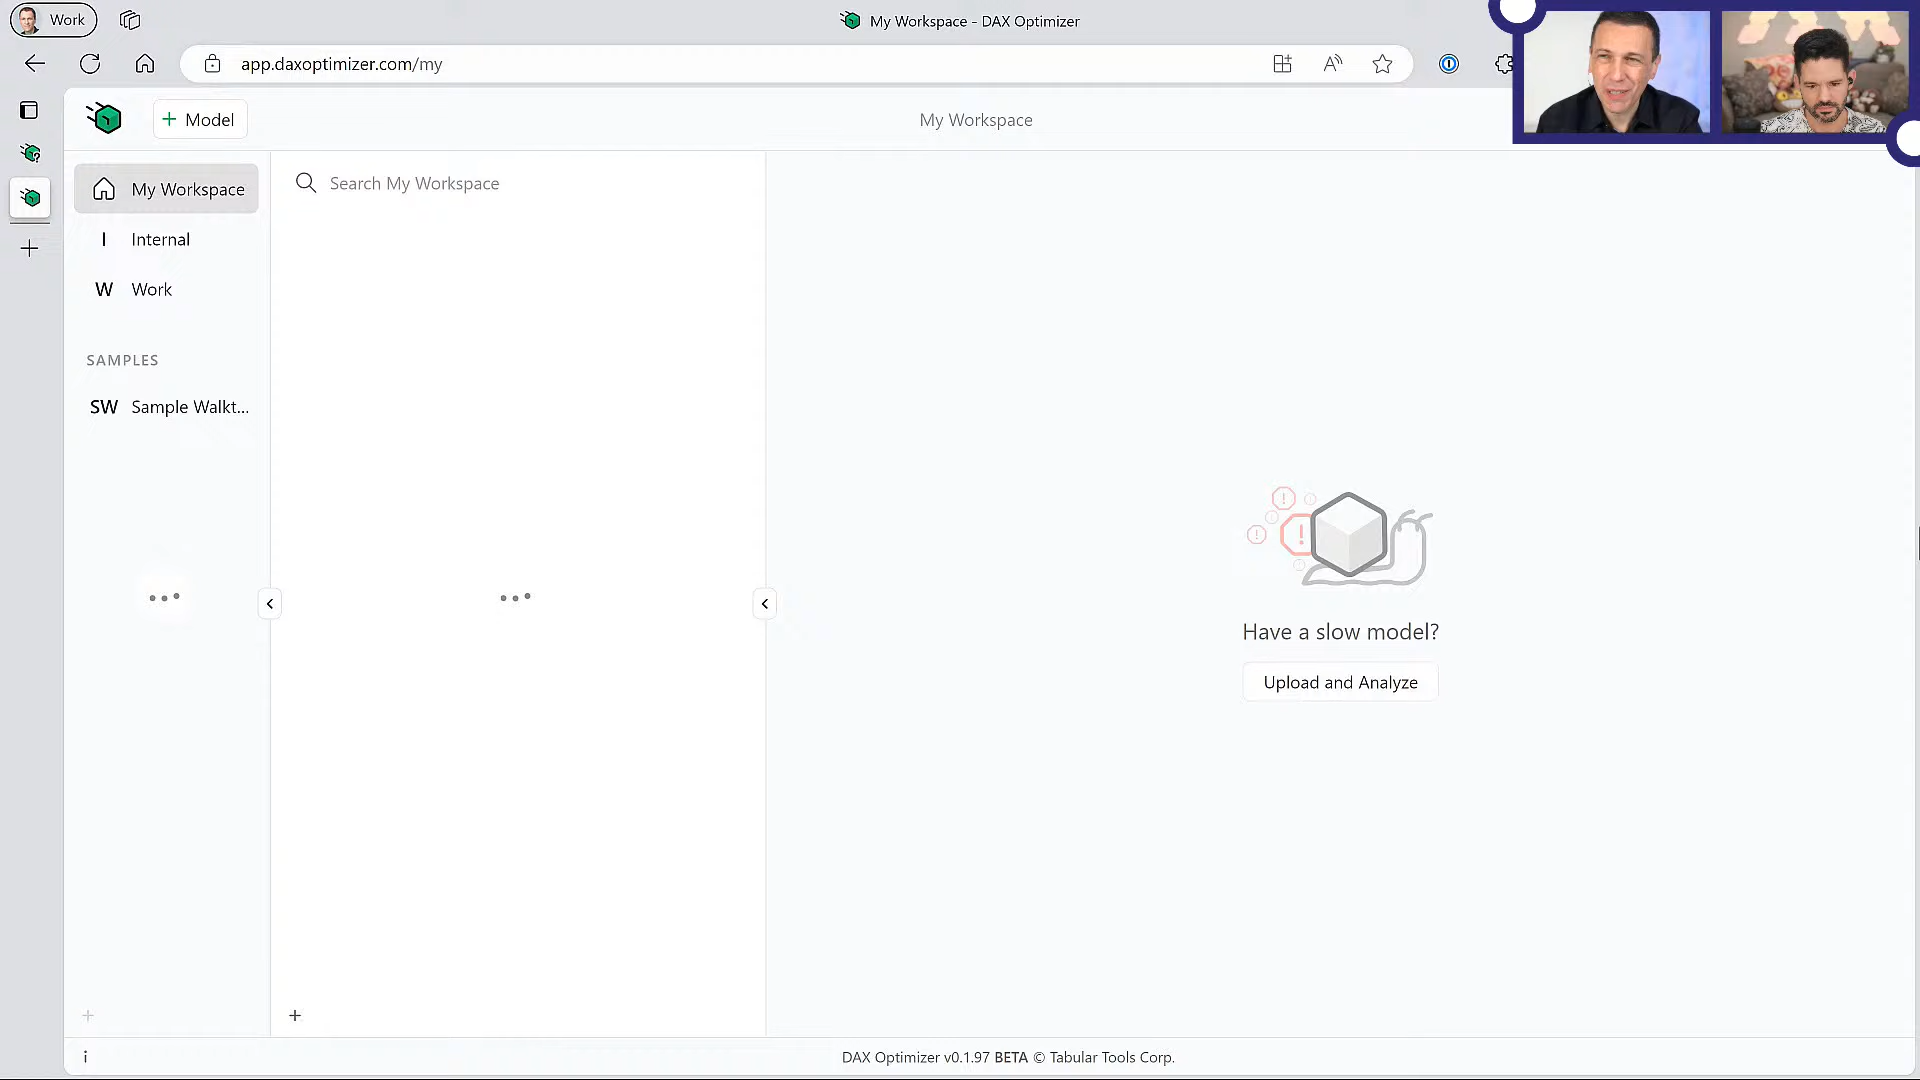 Work
My Workspace - DAX Optimizer
app.daxoptimizer.com/my
Model
My Workspace
My Workspace
Search My Workspace
I Internal
W Work
SAMPLES
SW Sample Walkt...
Have a slow model?
Upload and Analyze
i
DAX Optimizer v0.1.97 BETA © Tabular Tools Corp.